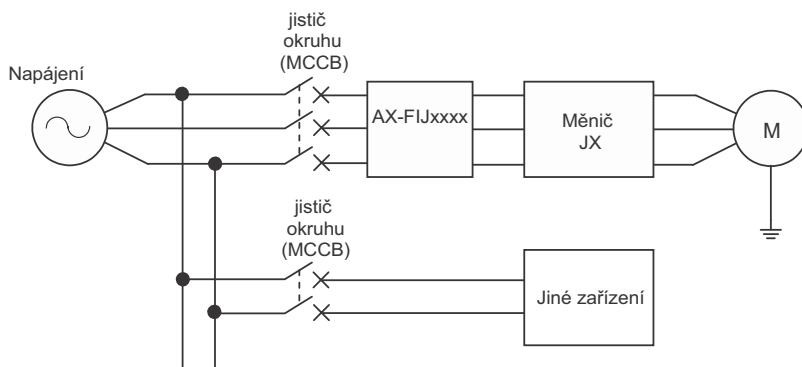 jistič
okruhu
(MCCB)
Napájení
AX-FIJxxxx
Měnič
JX
M
jistič
okruhu
(MCCB)
Jiné zařízení